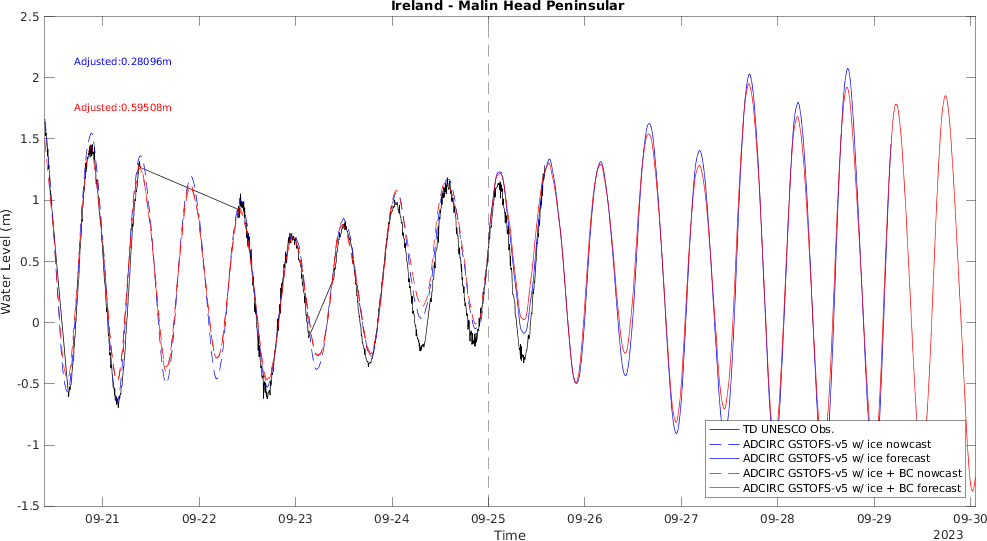 Ireland - Malin Head Peninsular
2.5
2
1.5
1
0.5
0
-0.5
-1
-1.5
Water Level (m)
Adjusted:0.28096m
Adjusted:0.59508m
TD UNESCO Obs.
ADCIRC GSTOFS-v5 w/ ice nowcast
ADCIRC GSTOFS-v5 w/ ice forecast
ADCIRC GSTOFS-v5 w/ ice + BC nowcast
ADCIRC GSTOFS-v5 w/ ice + BC forecast
09-21 09-22 09-23 09-24 09-25 09-26 09-27 09-28 09-29 09-30
Time
2023